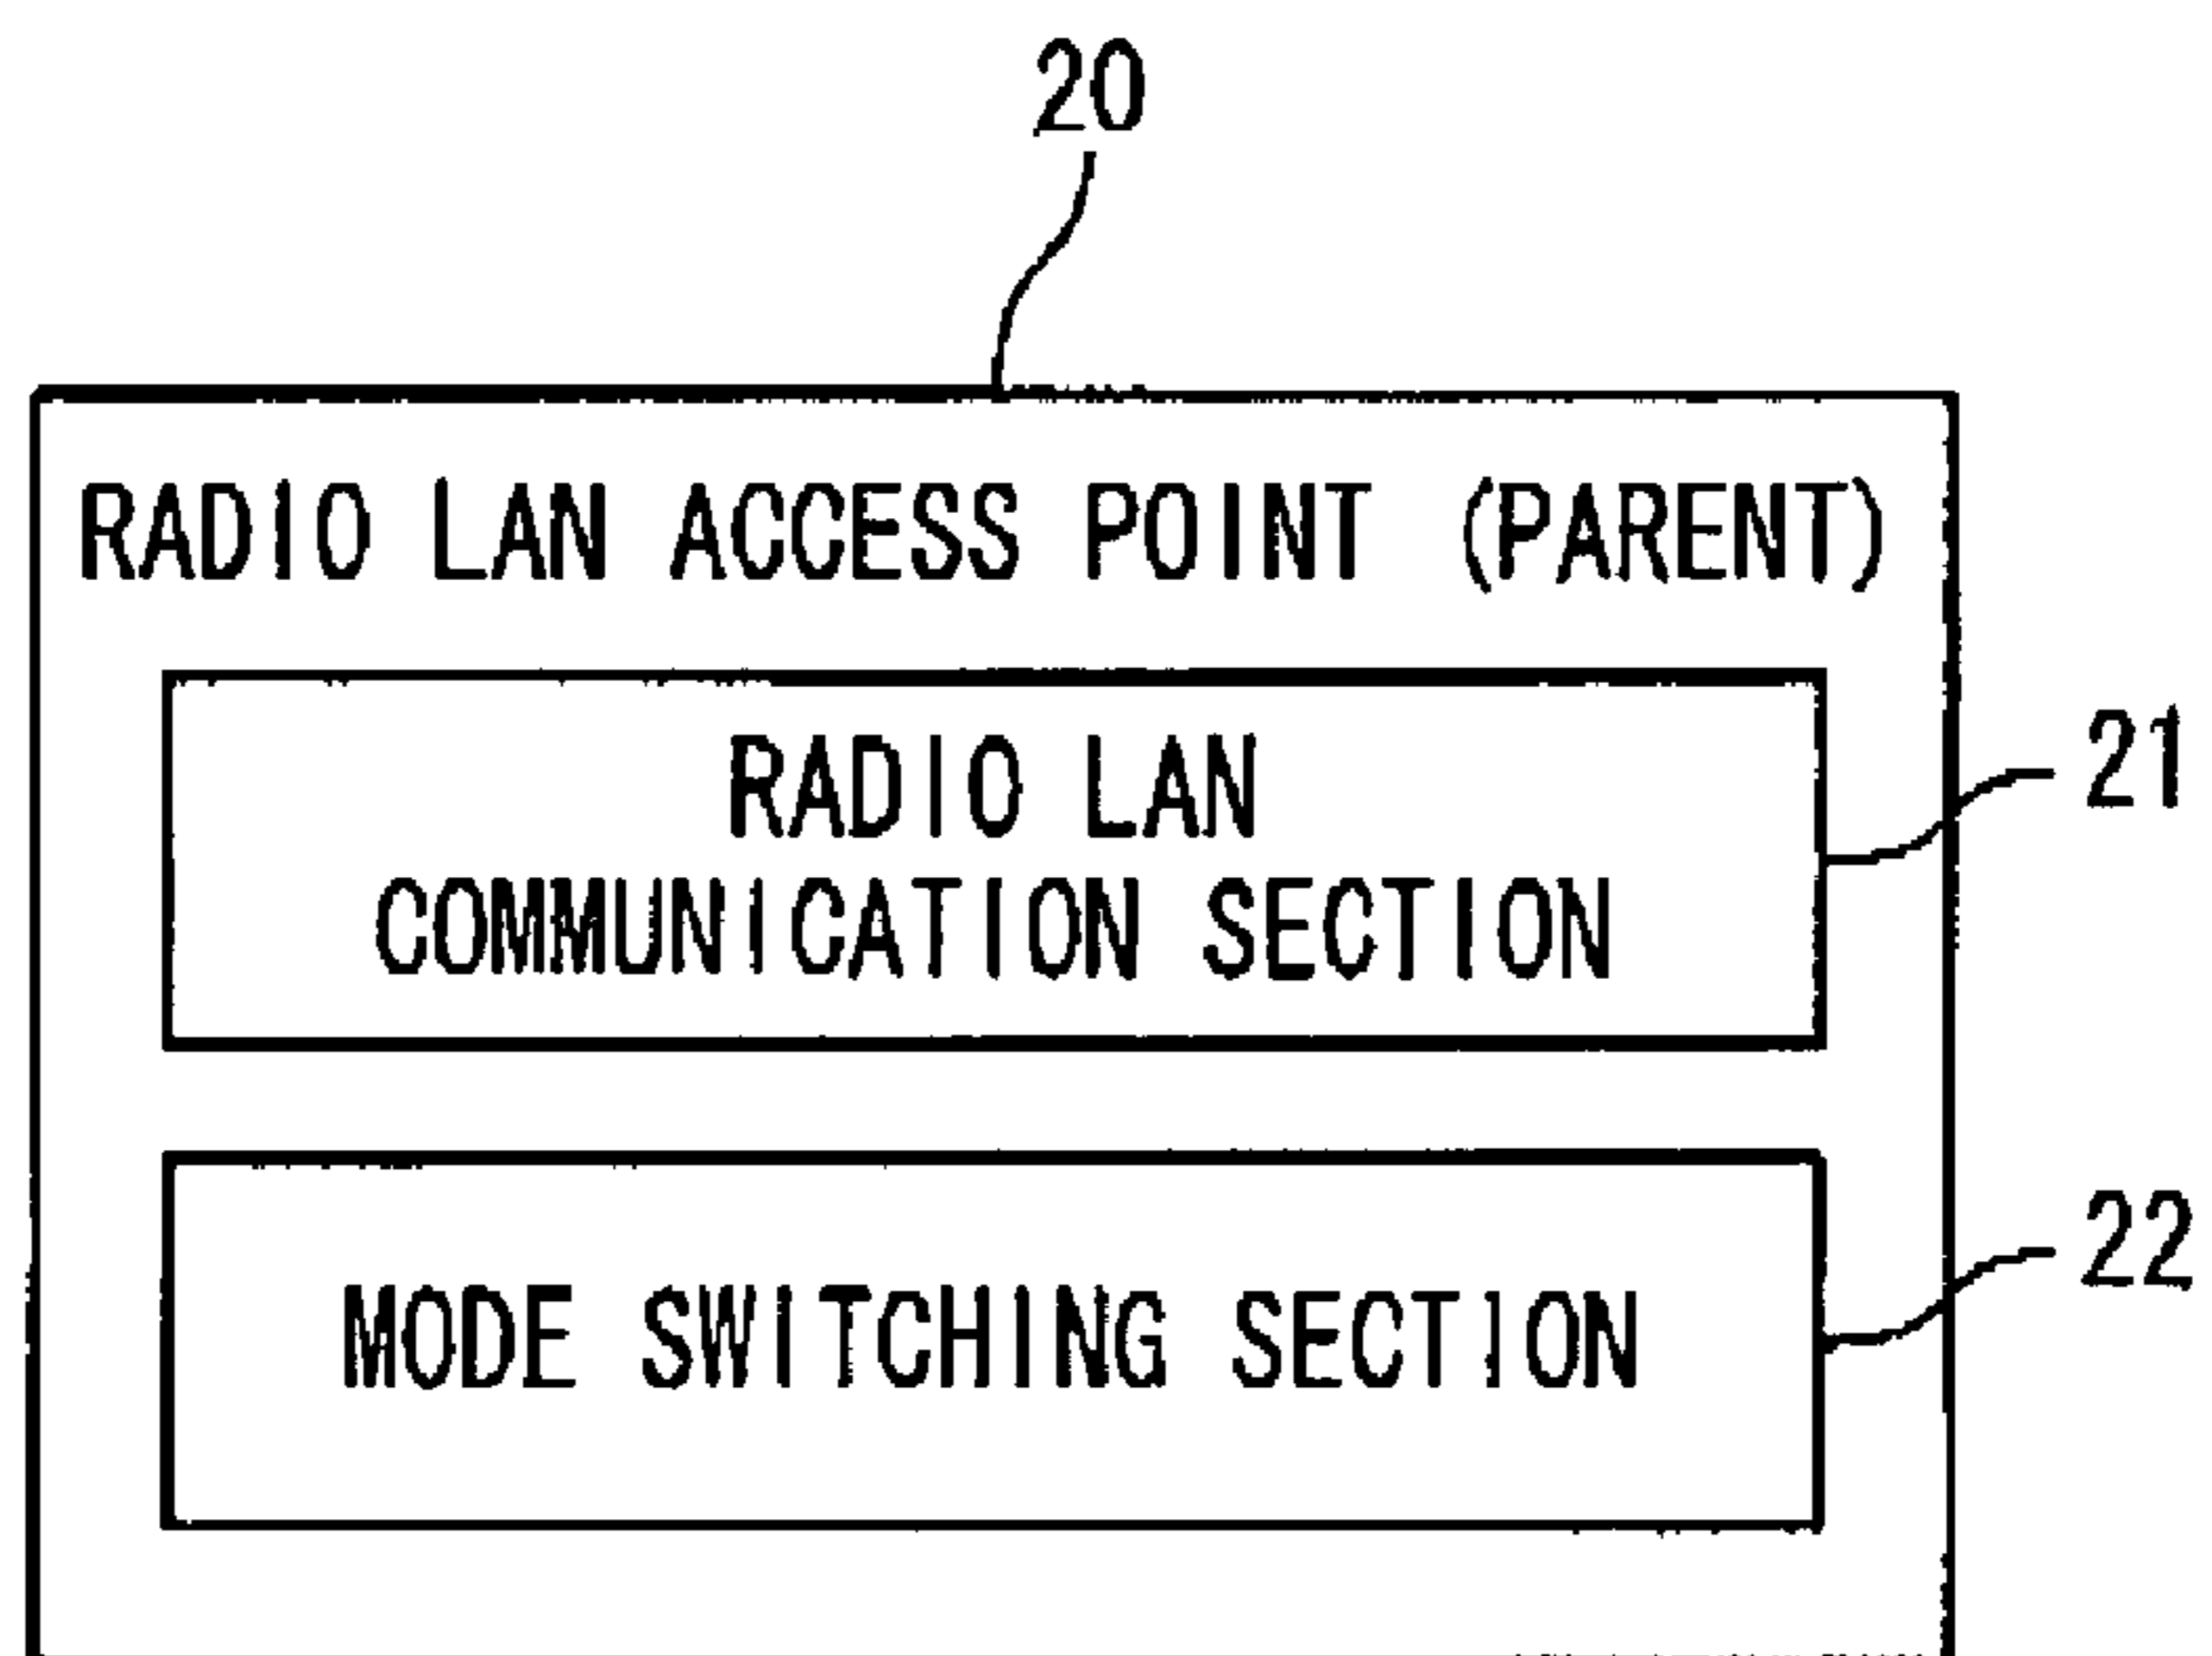 20
RADIO LAN ACCESS POINT (PARENT)
RADIO LAN
COMMUNICATION SECTION
21
MODE SWITCHING SECTION
22